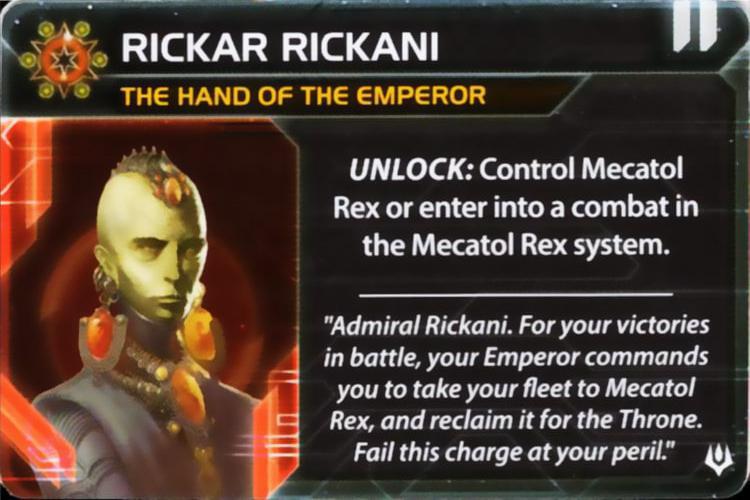 RICKAR RICKANI
THE HAND OF THE EMPEROR
UNLOCK: Control Mecatol
Rex or enter into a combat in
the Mecatol Rex system.
"Admiral Rickani. For your victories
in battle, your Emperor commands
you to take your fleet to Mecatol
Rex, and reclaim it for the Throne.
Fail this charge at your peril."